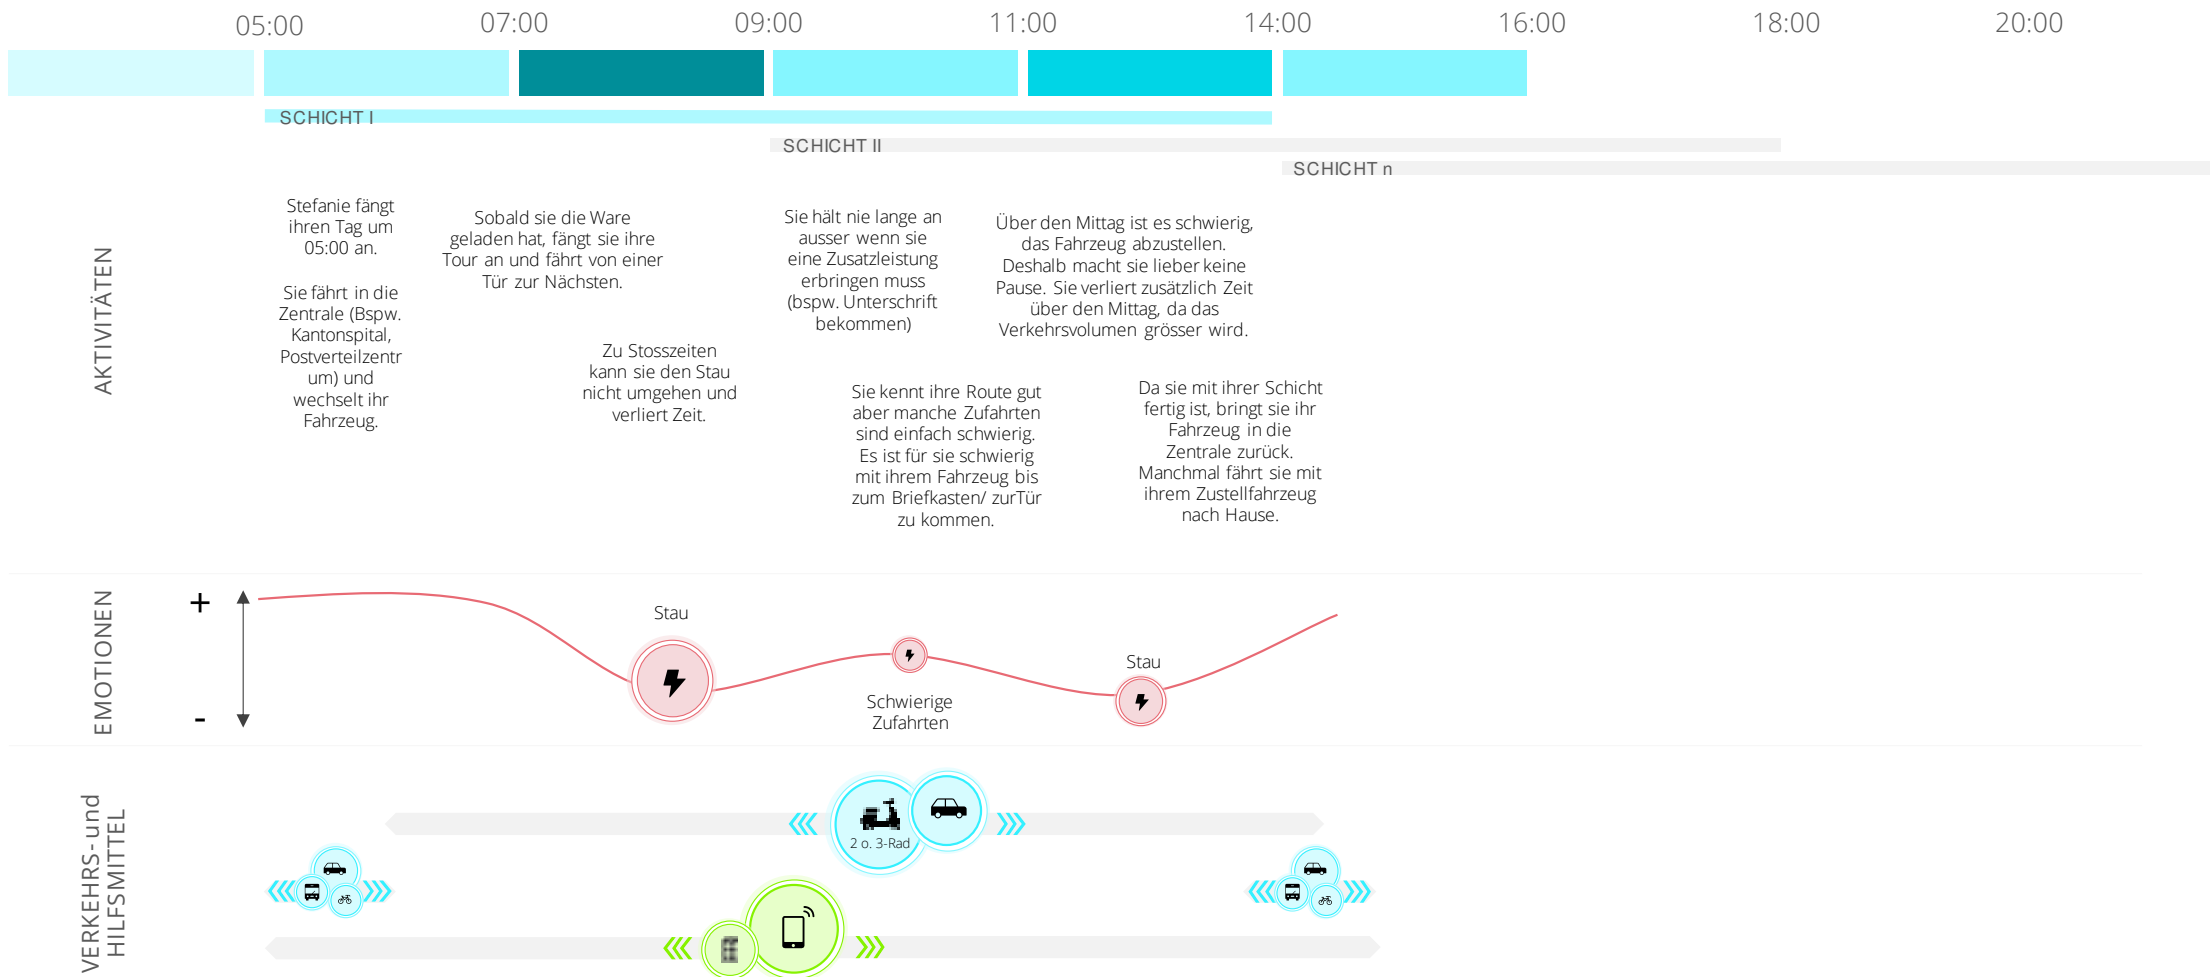 05:00 07:00 09:00 11:00 14:00 16:00 18:00 20:00
SCHICHT I
SCHICHT II
SCHICHT n
AKTIVITÄTEN
Stefanie fängt
ihren Tag um
05:00 an.
Sie fährt in die
Zentrale (Bspw.
Kantonspital,
Postverteilzentr
um) und
wechselt ihr
Fahrzeug.
Sobald sie die Ware
geladen hat, fängt sie ihre
Tour an und fährt von einer
Tür zur Nächsten.
Zu Stosszeiten
kann sie den Stau
nicht umgehen und
verliert Zeit.
Sie hält nie lange an
ausser wenn sie
eine Zusatzleistung
erbringen muss
(bspw. Unterschrift
bekommen)
Sie kennt ihre Route gut
aber manche Zufahrten
sind einfach schwierig.
Es ist für sie schwierig
mit ihrem Fahrzeug bis
zum Briefkasten/ zurTür
zu kommen.
Über den Mittag ist es schwierig,
das Fahrzeug abzustellen.
Deshalb macht sie lieber keine
Pause. Sie verliert zusätzlich Zeit
über den Mittag, da das
Verkehrsvolumen grösser wird.
Da sie mit ihrer Schicht
fertig ist, bringt sie ihr
Fahrzeug in die
Zentrale zurück.
Manchmal fährt sie mit
ihrem Zustellfahrzeug
nach Hause.
EMOTIONEN
+
-
Stau
Schwierige
Zufahrten
Stau
VERKEHRS- und
HILFSMITTEL
2 o. 3-Rad